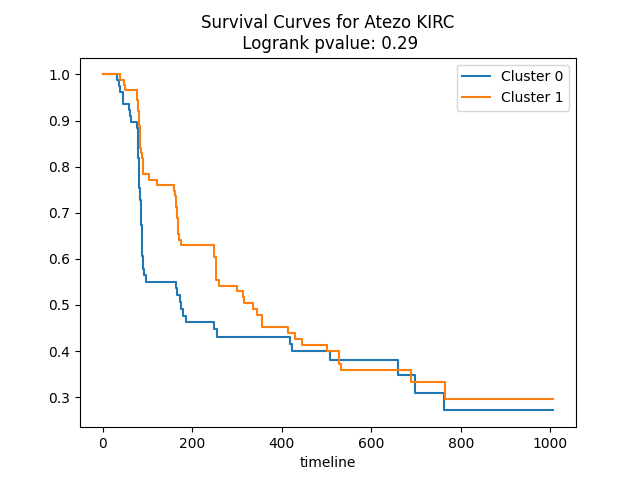 Survival Curves for Atezo KIRC
Logrank pvalue: 0.29
Cluster 0
Cluster 1
1.0
0.9
0.8
0.7
0.6
0.5
0.4
0.3
0 200 400 600 800 1000
timeline